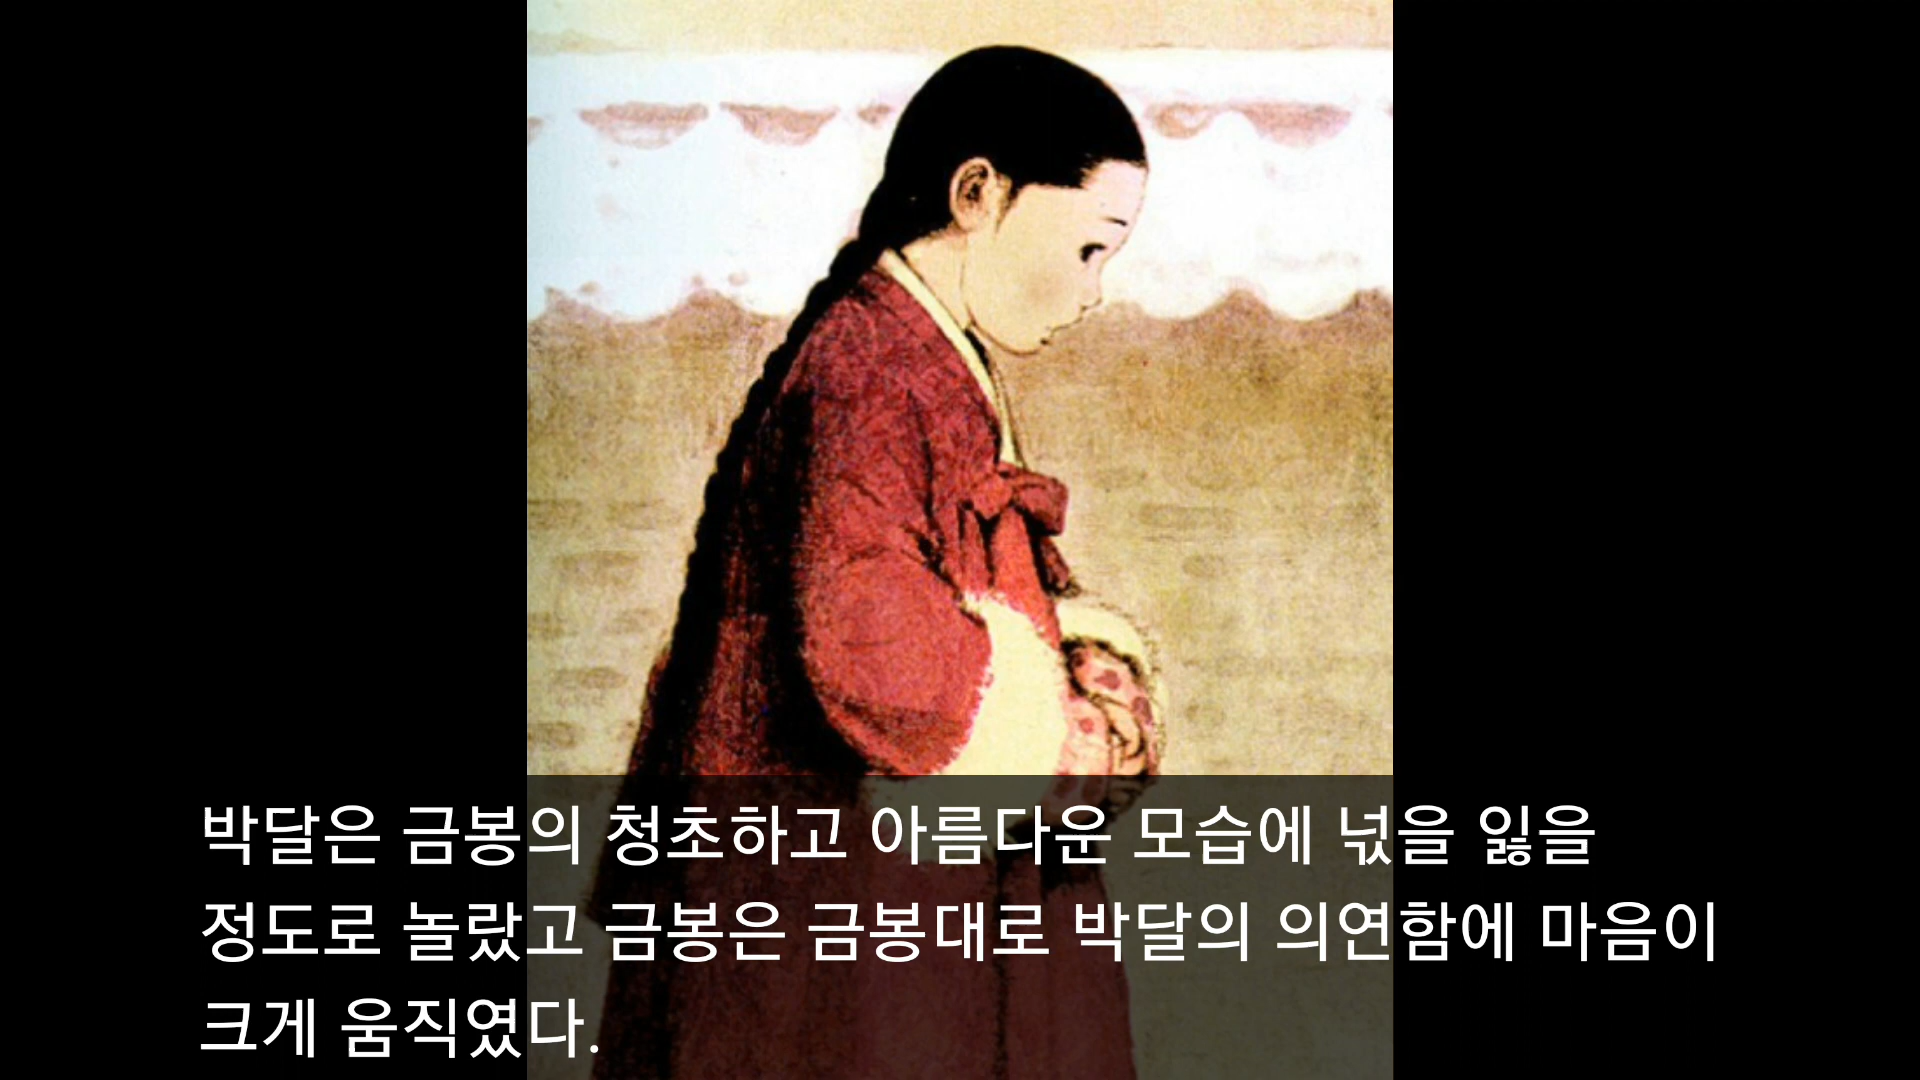 박달은 금봉의 청초하고 아름다운 모습에 넋을 잃을
정도로 놀랐고 금봉은 금봉대로 박달의 의연함에 마음이
크게 움직였다.